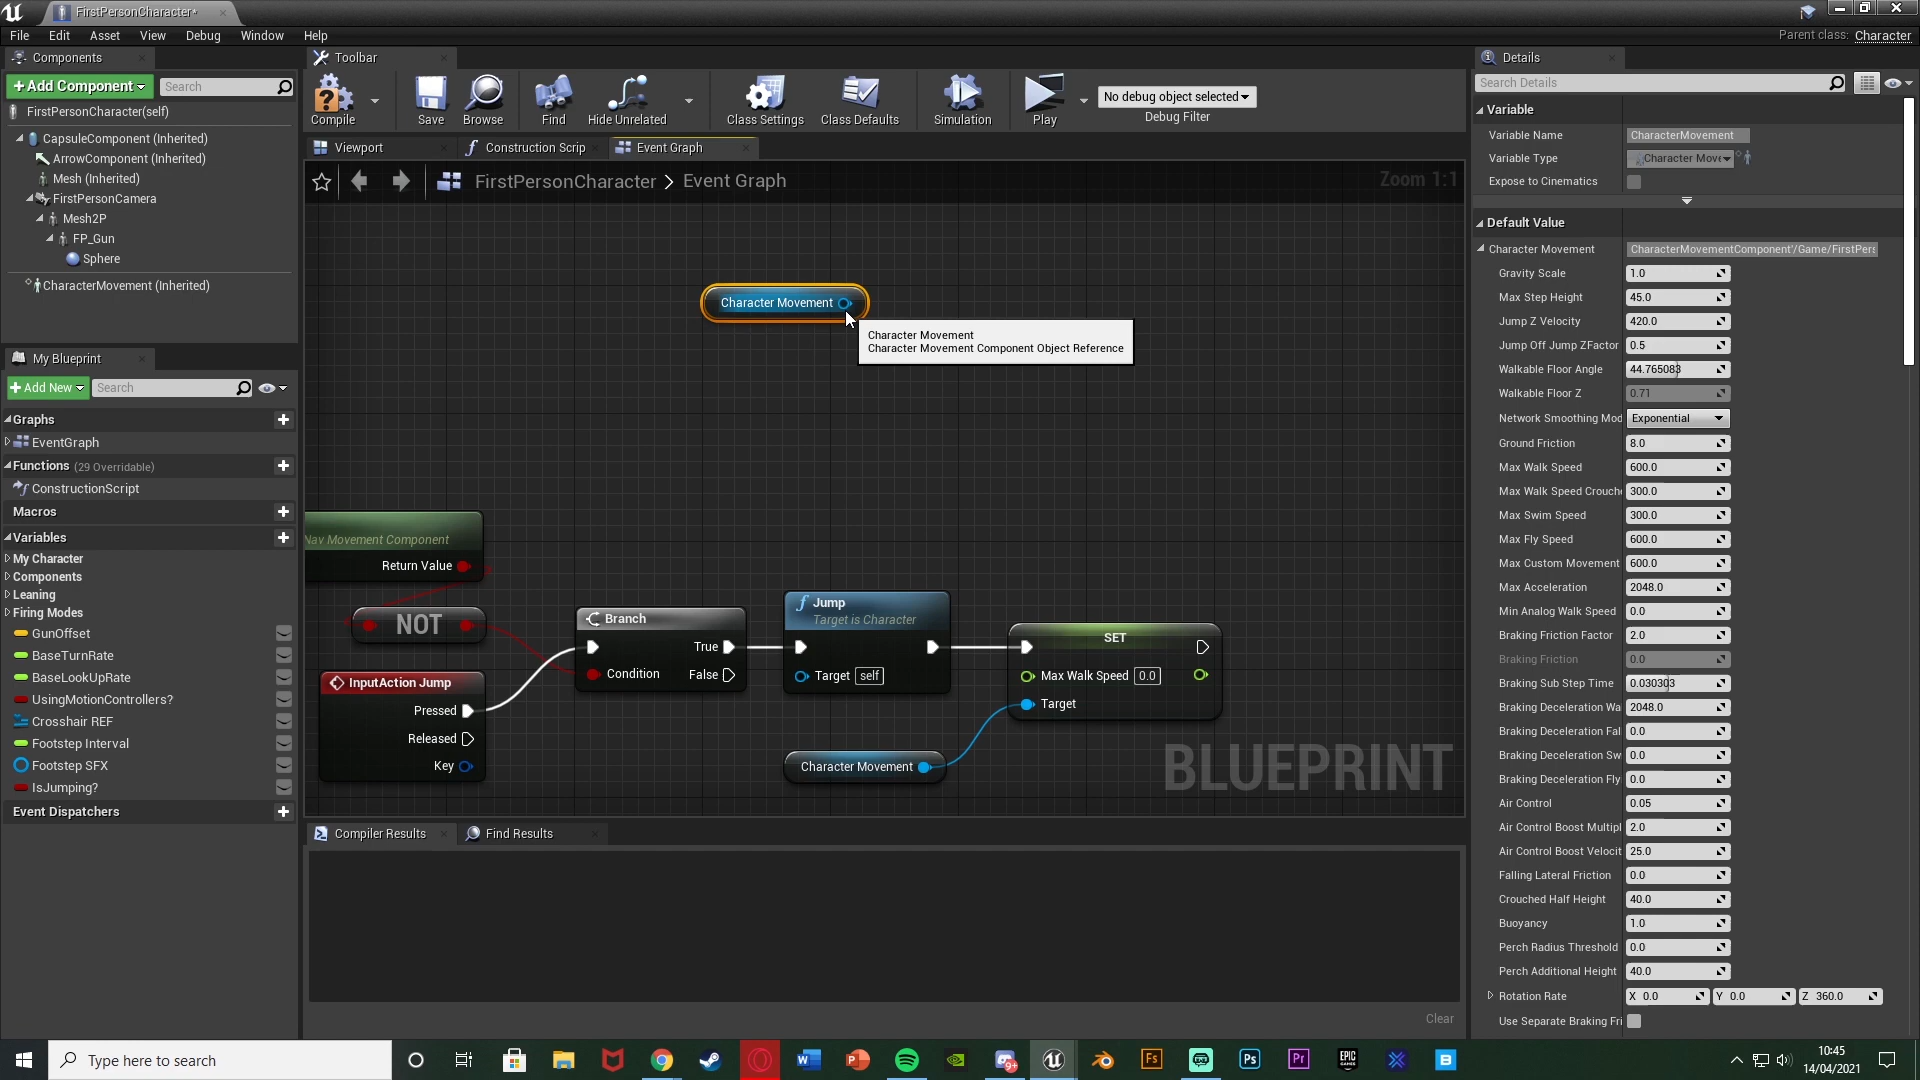 FirstPersonCharacter*
File Edit Asset View Debug Window Help
Parent class: Character
Components
Toolbar
Details
+ Add Component
Search
Compile
Save
Browse
Find
Hide Unrelated
Class Settings
Class Defaults
Simulation
Play
No debug object selected
Debug Filter
Search Details
FirstPersonCharacter(self)
CapsuleComponent (Inherited)
ArrowComponent (Inherited)
Mesh (Inherited)
FirstPersonCamera
Mesh2P
FP_Gun
Sphere
CharacterMovement (Inherited)
My Blueprint
+ Add New
Search
Graphs
EventGraph
Functions (29 Overridable)
ConstructionScript
Macros
Variables
My Character
Components
Leaning
Firing Modes
GunOffset
BaseTurnRate
BaseLookUpRate
UsingMotionControllers?
Crosshair REF
Footstep Interval
Footstep SFX
IsJumping?
Event Dispatchers
Viewport
Construction Scrip
Event Graph
FirstPersonCharacter > Event Graph
Zoom 1:1
Character Movement
Character Movement
Character Movement Component Object Reference
Nav Movement Component
Return Value
NOT
InputAction Jump
Pressed
Released
Key
Branch
True
Condition
False
Jump
Target is Character
Target self
SET
Max Walk Speed 0.0
Target
Character Movement
BLUEPRINT
Compiler Results
Find Results
Clear
Variable
Variable Name CharacterMovement
Variable Type Character Move
Expose to Cinematics
Default Value
Character Movement CharacterMovementComponent'/Game/FirstPers
Gravity Scale 1.0
Max Step Height 45.0
Jump Z Velocity 420.0
Jump Off Jump ZFactor 0.5
Walkable Floor Angle 44.765083
Walkable Floor Z 0.71
Network Smoothing Mod Exponential
Ground Friction 8.0
Max Walk Speed 600.0
Max Walk Speed Crouche 300.0
Max Swim Speed 300.0
Max Fly Speed 600.0
Max Custom Movement 600.0
Max Acceleration 2048.0
Min Analog Walk Speed 0.0
Braking Friction Factor 2.0
Braking Friction 0.0
Braking Sub Step Time 0.030303
Braking Deceleration Wa 2048.0
Braking Deceleration Fal 0.0
Braking Deceleration Sw 0.0
Braking Deceleration Fly 0.0
Air Control 0.05
Air Control Boost Multipl 2.0
Air Control Boost Velocit 25.0
Falling Lateral Friction 0.0
Crouched Half Height 40.0
Buoyancy 1.0
Perch Radius Threshold 0.0
Perch Additional Height 40.0
Rotation Rate X 0.0 Y 0.0 Z 360.0
Use Separate Braking Fri
Type here to search
10:45
14/04/2021